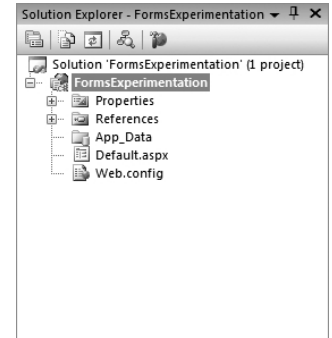 Solution Explorer - FormsExperimentation
Solution 'FormsExperimentation' (1 project)
FormsExperimentation
Properties
References
App_Data
Default.aspx
Web.config